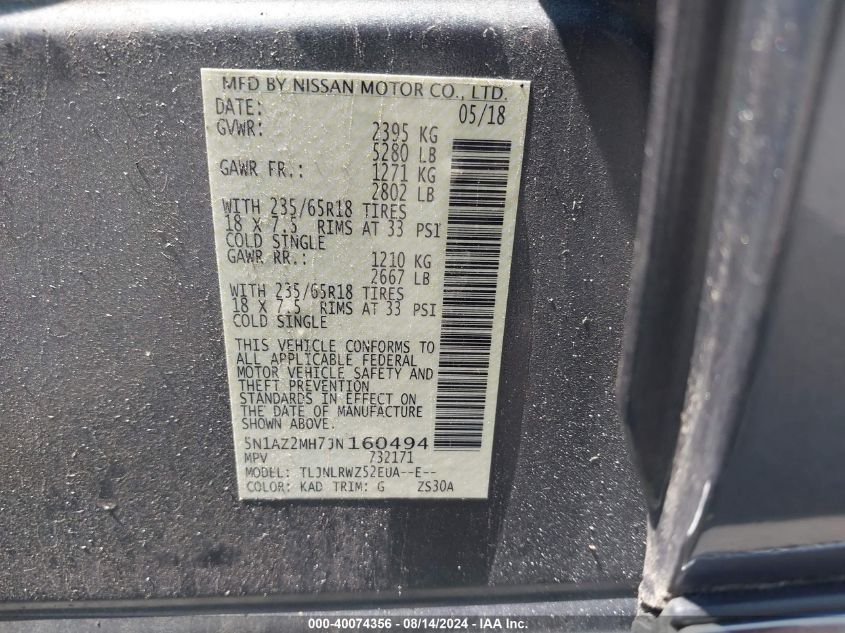 MFD BY NISSAN MOTOR CO., LTD.
DATE: 05/18
GVWR: 2395 KG
5280 LB
GAWR FR.: 1271 KG
2802 LB
WITH 235/65R18 TIRES
18 X 7.5 RIMS AT 33 PSI
COLD SINGLE
GAWR RR.: 1210 KG
2667 LB
WITH 235/65R18 TIRES
18 X 7.5 RIMS AT 33 PSI
COLD SINGLE
THIS VEHICLE CONFORMS TO
ALL APPLICABLE FEDERAL
MOTOR VEHICLE SAFETY AND
THEFT PREVENTION
STANDARDS IN EFFECT ON
THE DATE OF MANUFACTURE
SHOWN ABOVE.
5N1AZ2MH7JN160494
MPV 732171
MODEL: TLJNLRWZ52EUA--E--
COLOR: KAD TRIM: G ZS30A
000-40074356 - 08/14/2024 - IAA Inc.